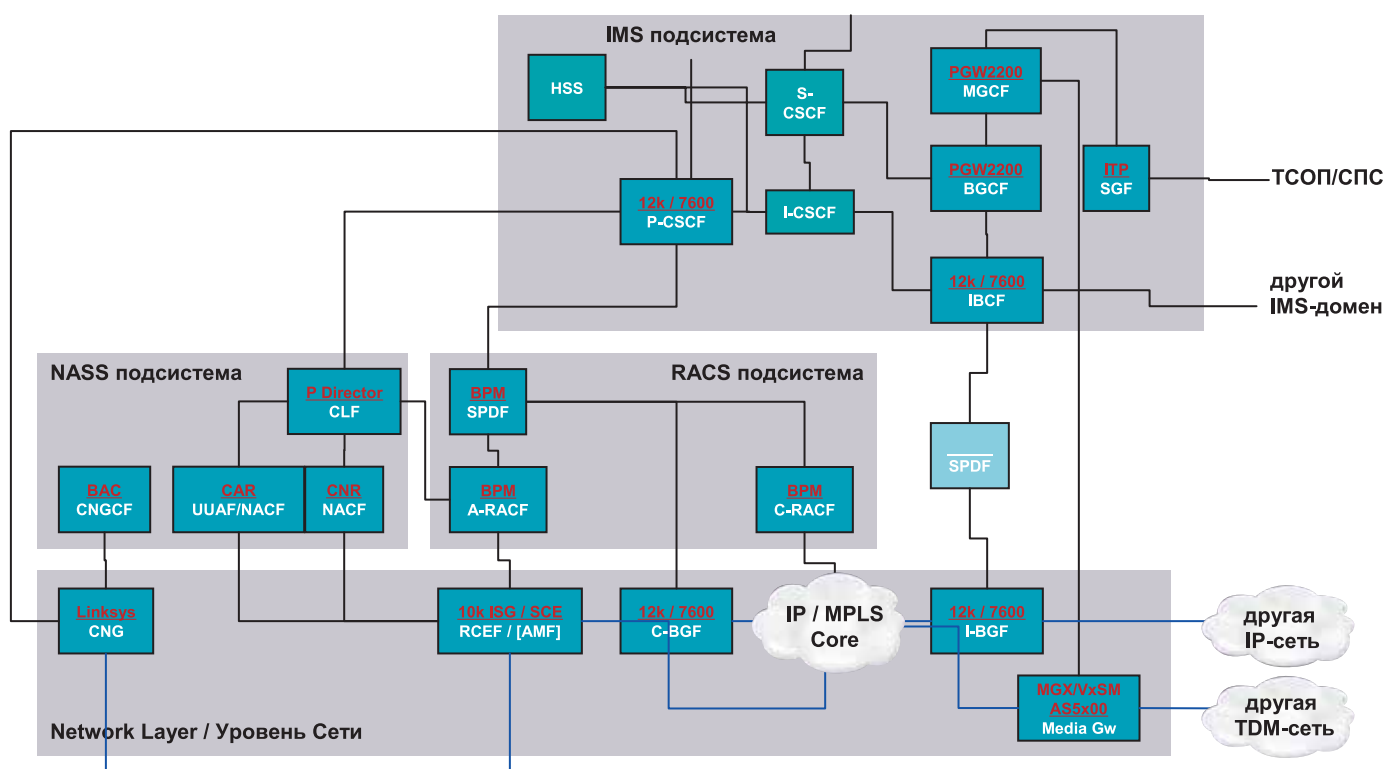 IMS подсистема
HSS
S-
CSCF
PGW2200
MGCF
PGW2200
BGCF
ITP
SGF
ТСОП/СПС
12k / 7600
P-CSCF
I-CSCF
12k / 7600
IBCF
другой
IMS-домен
NASS подсистема
P Director
CLF
BAC
CNGCF
CAR
UUAF/NACF
CNR
NACF
RACS подсистема
BPM
SPDF
BPM
A-RACF
BPM
C-RACF
SPDF
Linksys
CNG
10k ISG / SCE
RCEF / [AMF]
12k / 7600
C-BGF
IP / MPLS
Core
12k / 7600
I-BGF
другая
IP-сеть
MGX/VxSM
AS5x00
Media Gw
другая
TDM-сеть
Network Layer / Уровень Сети